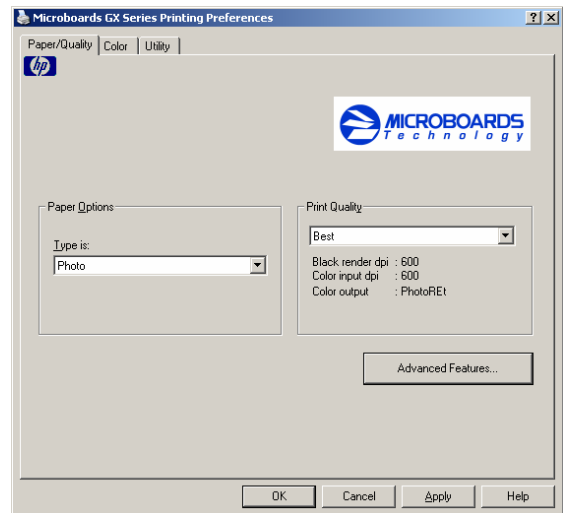 Microboards GX Series Printing Preferences
Paper/Quality Color Utility
hp
MICROBOARDS
Technology
Paper Options
Type is:
Photo
Print Quality
Best
Black render dpi : 600
Color input dpi : 600
Color output : PhotoREt
Advanced Features...
OK Cancel Apply Help